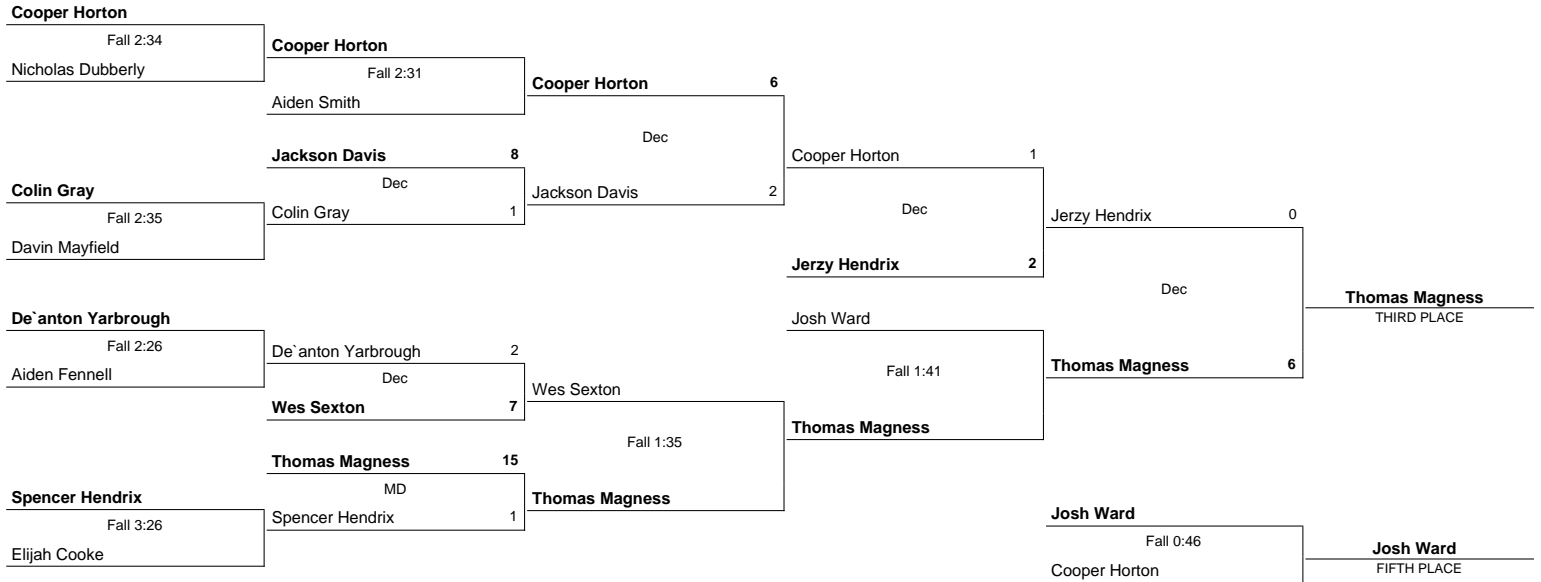 Cooper Horton
Fall 2:34
Nicholas Dubberly
Colin Gray
Fall 2:35
Davin Mayfield
De`anton Yarbrough
Fall 2:26
Aiden Fennell
Spencer Hendrix
Fall 3:26
Elijah Cooke
Cooper Horton
Fall 2:31
Aiden Smith
Jackson Davis 8
Dec
Colin Gray 1
De`anton Yarbrough 2
Dec
Wes Sexton 7
Thomas Magness 15
MD
Spencer Hendrix 1
Cooper Horton 6
Dec
Jackson Davis 2
Wes Sexton
Fall 1:35
Thomas Magness
Cooper Horton 1
Dec
Jerzy Hendrix 2
Josh Ward
Fall 1:41
Thomas Magness
Jerzy Hendrix 0
Dec
Thomas Magness 6
Thomas Magness
THIRD PLACE
Josh Ward
Fall 0:46
Cooper Horton
Josh Ward
FIFTH PLACE